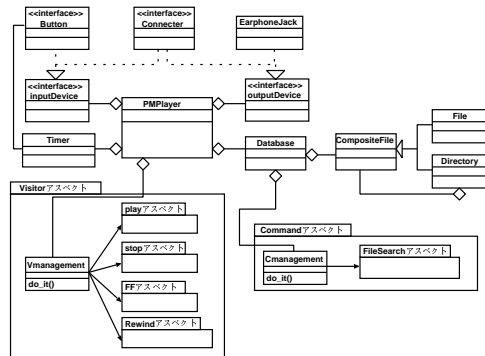 <<interface>>
Button
<<interface>>
Connecter
EarphoneJack
<<interface>>
inputDevice
PMPlayer
<<interface>>
outputDevice
File
Timer
Database
CompositeFile
Directory
Visitorアスペクト
playアスペクト
stopアスペクト
Vmanagement
do_it()
FFアスペクト
Rewindアスペクト
Commandアスペクト
Cmanagement
do_it()
FileSearchアスペクト